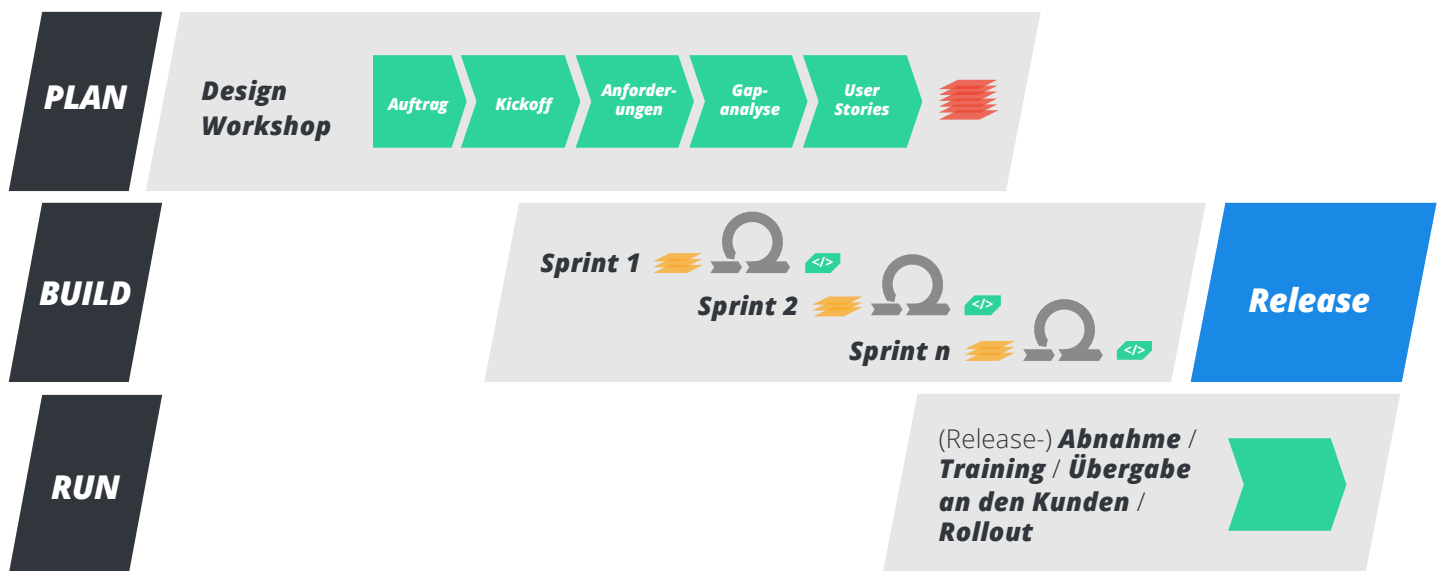 PLAN
Design
Workshop
Auftrag
Kickoff
Anforder-
ungen
Gap-
analyse
User
Stories
BUILD
Sprint 1
</>
Sprint 2
</>
Sprint n
</>
Release
RUN
(Release-) Abnahme /
Training / Übergabe
an den Kunden /
Rollout